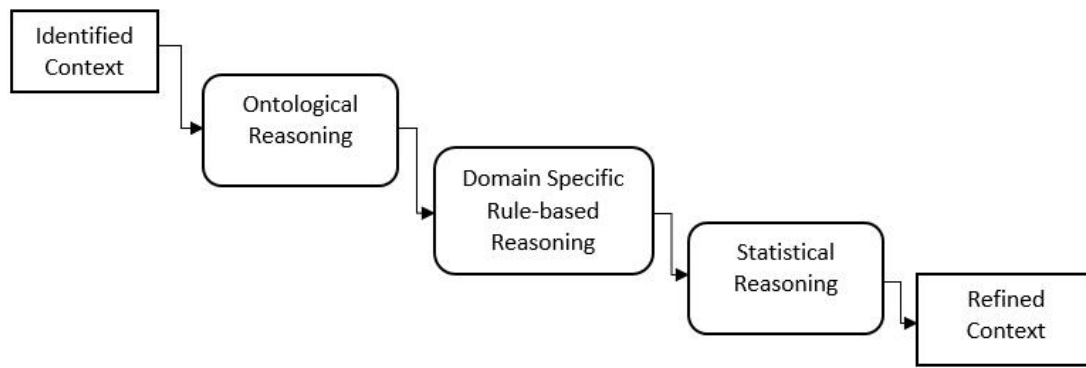 Identified
Context
Ontological
Reasoning
Domain Specific
Rule-based
Reasoning
Statistical
Reasoning
Refined
Context